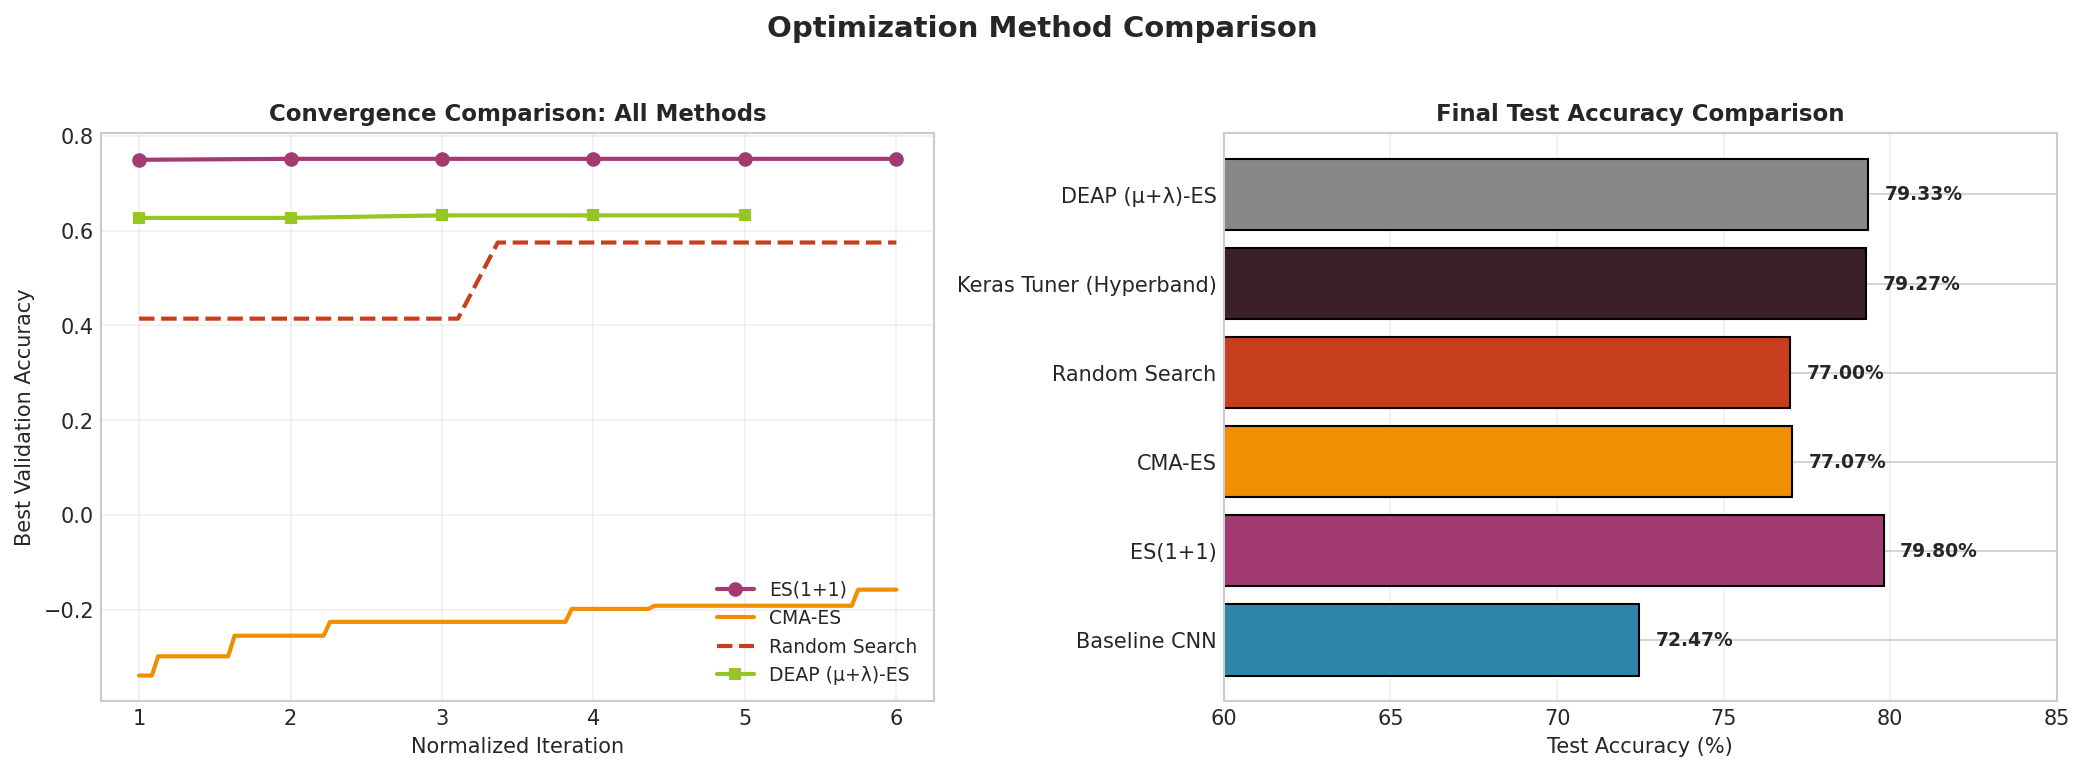 Optimization Method Comparison
Convergence Comparison: All Methods
Best Validation Accuracy
0.8
0.6
0.4
0.2
0.0
−0.2
1 2 3 4 5 6
Normalized Iteration
ES(1+1)
CMA-ES
Random Search
DEAP (μ+λ)-ES
Final Test Accuracy Comparison
DEAP (μ+λ)-ES 79.33%
Keras Tuner (Hyperband) 79.27%
Random Search 77.00%
CMA-ES 77.07%
ES(1+1) 79.80%
Baseline CNN 72.47%
60 65 70 75 80 85
Test Accuracy (%)